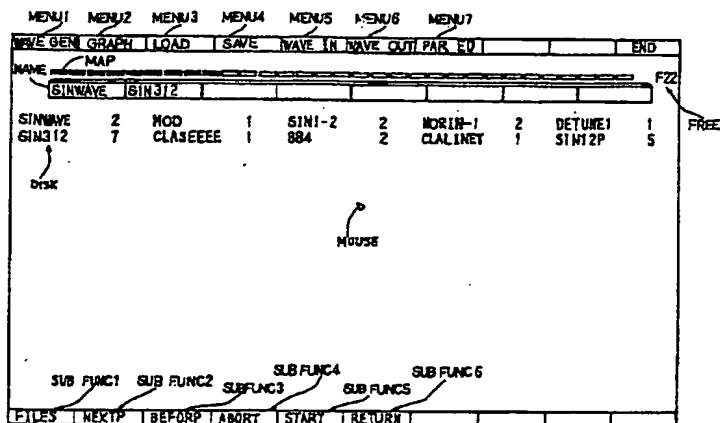 MENU1 MENU2 MENU3 MENU4 MENU5 MENU6 MENU7
WAVE GEN GRAPH LOAD SAVE WAVE IN WAVE OUT PAR ED END
MAP
NAME F22
SINWAVE SIN312
FREE
SINWAVE 2 MOD 1 SIN1-2 2 NORIN-1 2 DETUNE1 1
SIN312 7 CLASEEEE 1 884 2 CLALINET 1 SIN12P 5
DISK
MOUSE
SUB FUNC1 SUB FUNC2 SUBFUNC3 SUB FUNC4 SUB FUNC5 SUB FUNC6
FILES NEXTP BEFORP ABORT START RETURN